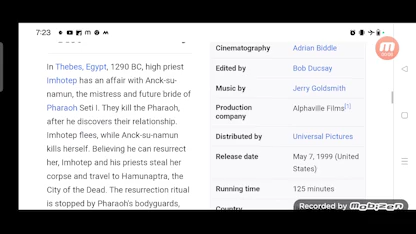 7:23
In Thebes, Egypt, 1290 BC, high priest
Imhotep has an affair with Anck-su-
namun, the mistress and future bride of
Pharaoh Seti I. They kill the Pharaoh,
after he discovers their relationship.
Imhotep flees, while Anck-su-namun
kills herself. Believing he can resurrect
her, Imhotep and his priests steal her
corpse and travel to Hamunaptra, the
City of the Dead. The resurrection ritual
is stopped by Pharaoh's bodyguards,
Cinematography Adrian Biddle
Edited by Bob Ducsay
Music by Jerry Goldsmith
Production Alphaville Films[1]
company
Distributed by Universal Pictures
Release date May 7, 1999 (United
States)
Running time 125 minutes
Country
Recorded by Mobizen